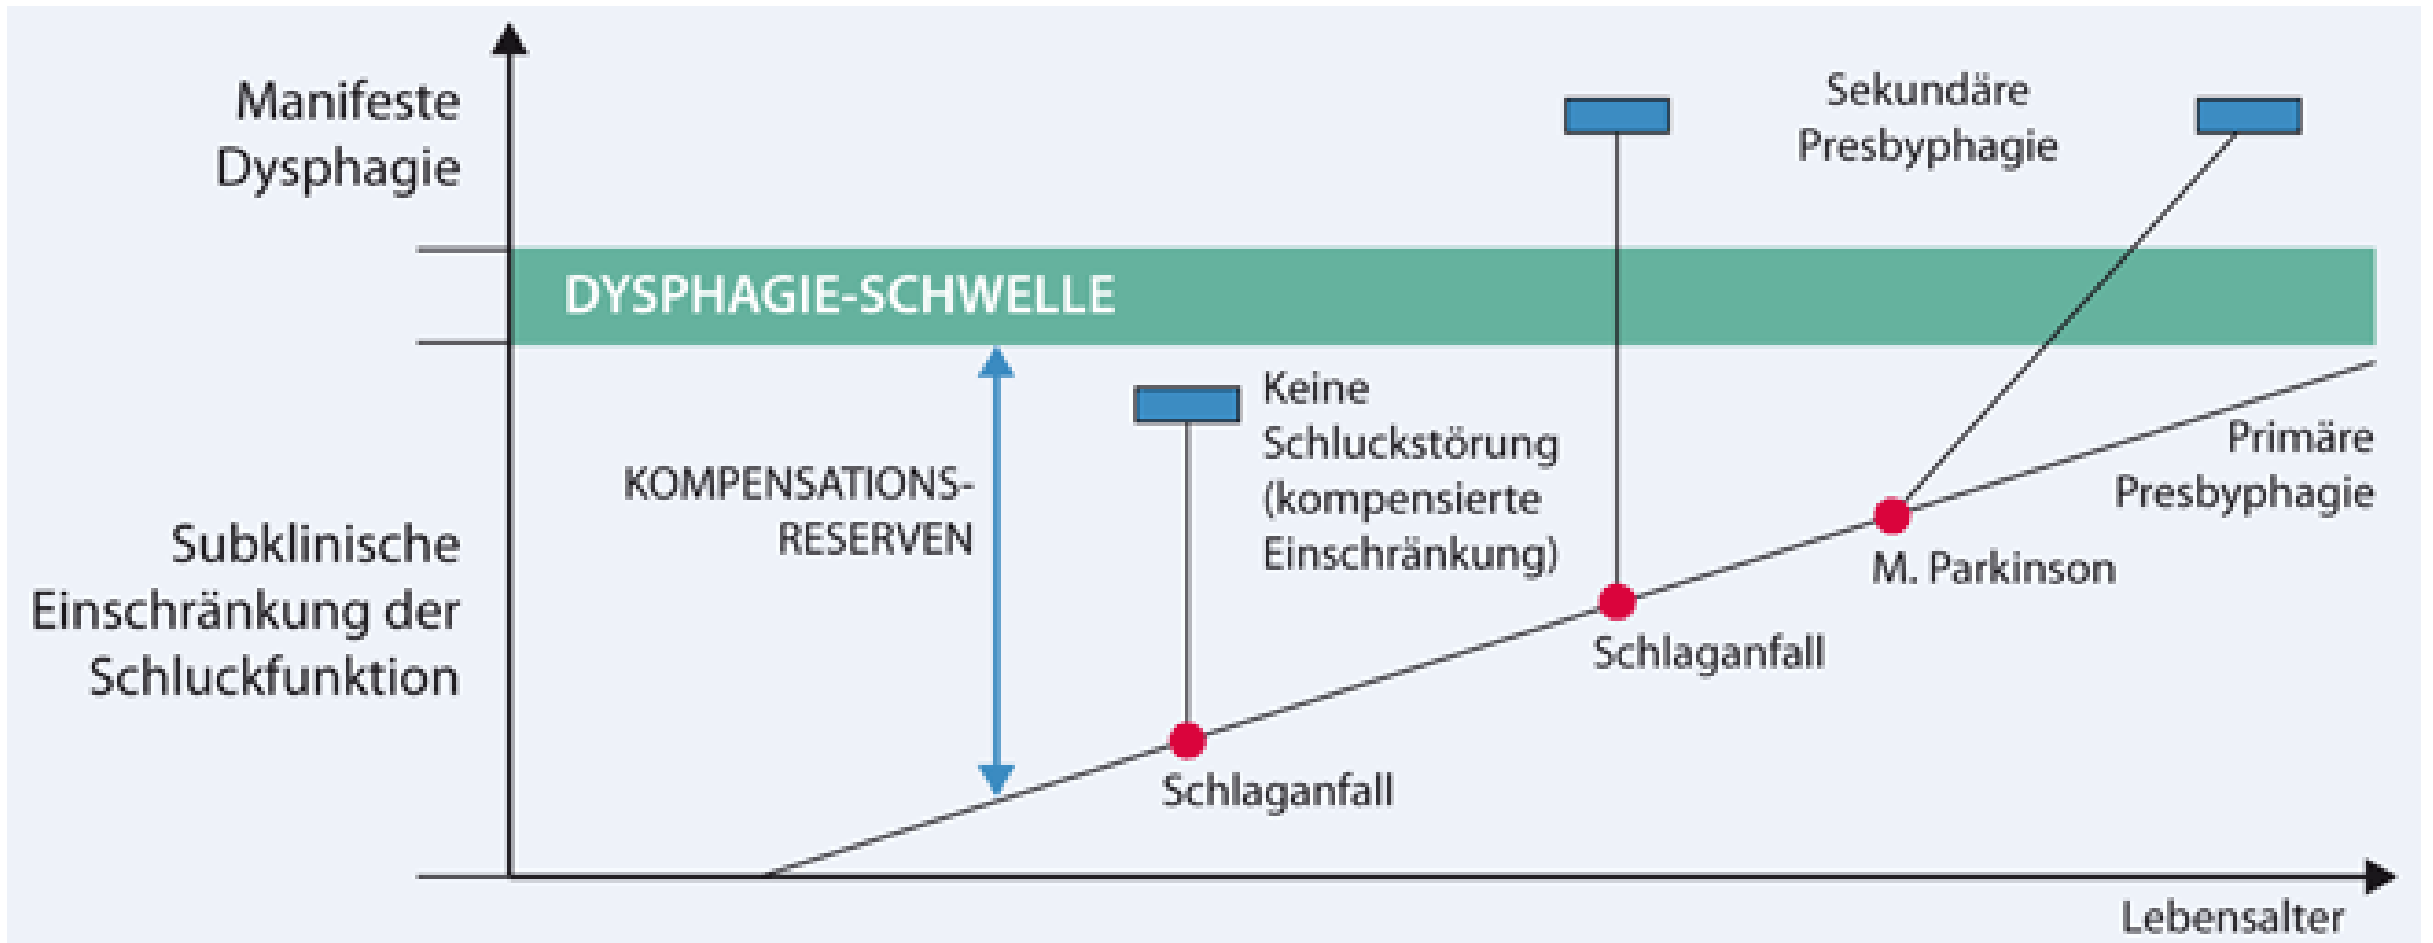 Manifeste
Dysphagie
Sekundäre
Presbyphagie
DYSPHAGIE-SCHWELLE
Keine
Schluckstörung
(kompensierte
Einschränkung)
KOMPENSATIONS-
RESERVEN
Primäre
Presbyphagie
Subklinische
Einschränkung der
Schluckfunktion
M. Parkinson
Schlaganfall
Schlaganfall
Lebensalter